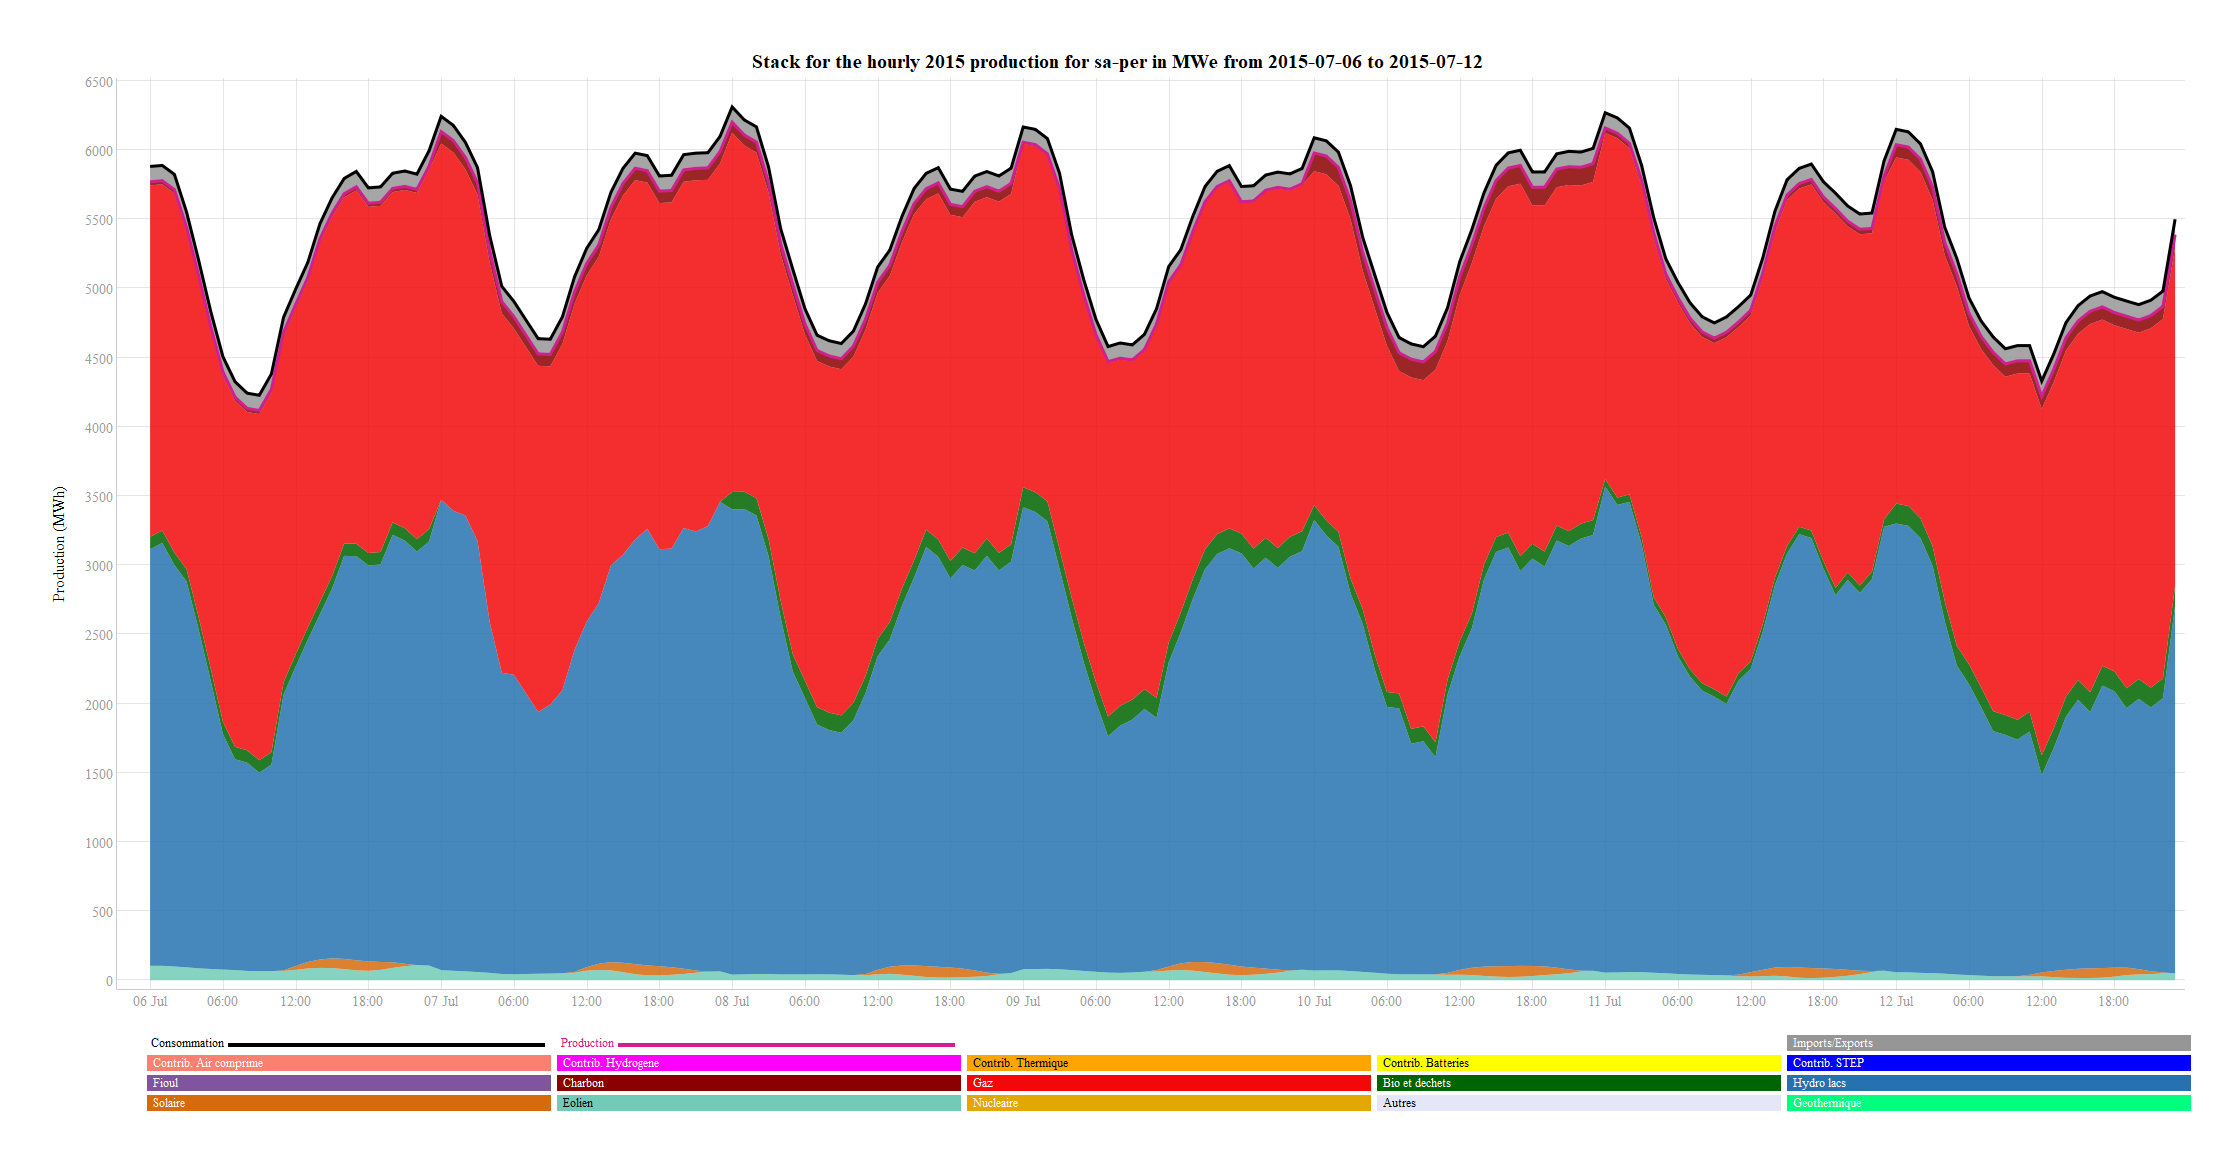 Stack for the hourly 2015 production for sa-per in MWe from 2015-07-06 to 2015-07-12
6500
6000
5500
5000
4500
4000
3500
3000
2500
2000
1500
1000
500
0
Production (MWh)
06 Jul 06:00 12:00 18:00 07 Jul 06:00 12:00 18:00 08 Jul 06:00 12:00 18:00 09 Jul 06:00 12:00 18:00 10 Jul 06:00 12:00 18:00 11 Jul 06:00 12:00 18:00 12 Jul 06:00 12:00 18:00
Consommation Production Imports/Exports
Contrib. Air comprime Contrib. Hydrogene Contrib. Thermique Contrib. Batteries Contrib. STEP
Fioul Charbon Gaz Bio et dechets Hydro lacs
Solaire Eolien Nucleaire Autres Geothermique